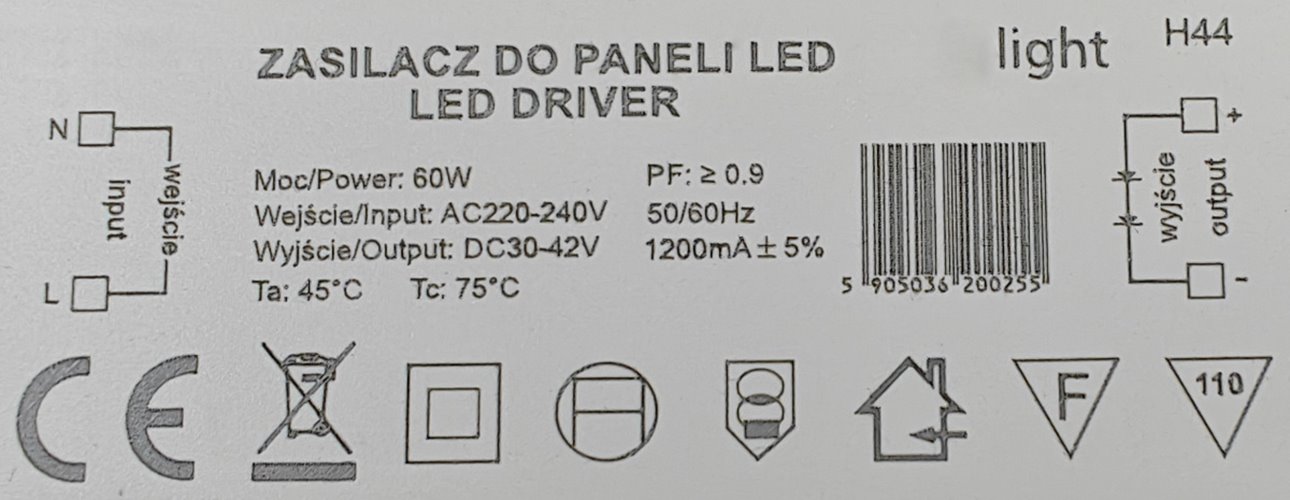 ZASILACZ DO PANELI LED
LED DRIVER
light
H44
N
L
input
wejście
Moc/Power: 60W PF: ≥ 0.9
Wejście/Input: AC220-240V 50/60Hz
Wyjście/Output: DC30-42V 1200mA ± 5%
Ta: 45°C Tc: 75°C
5 905036 200255
+
wyjście
output
-
CE
F
110